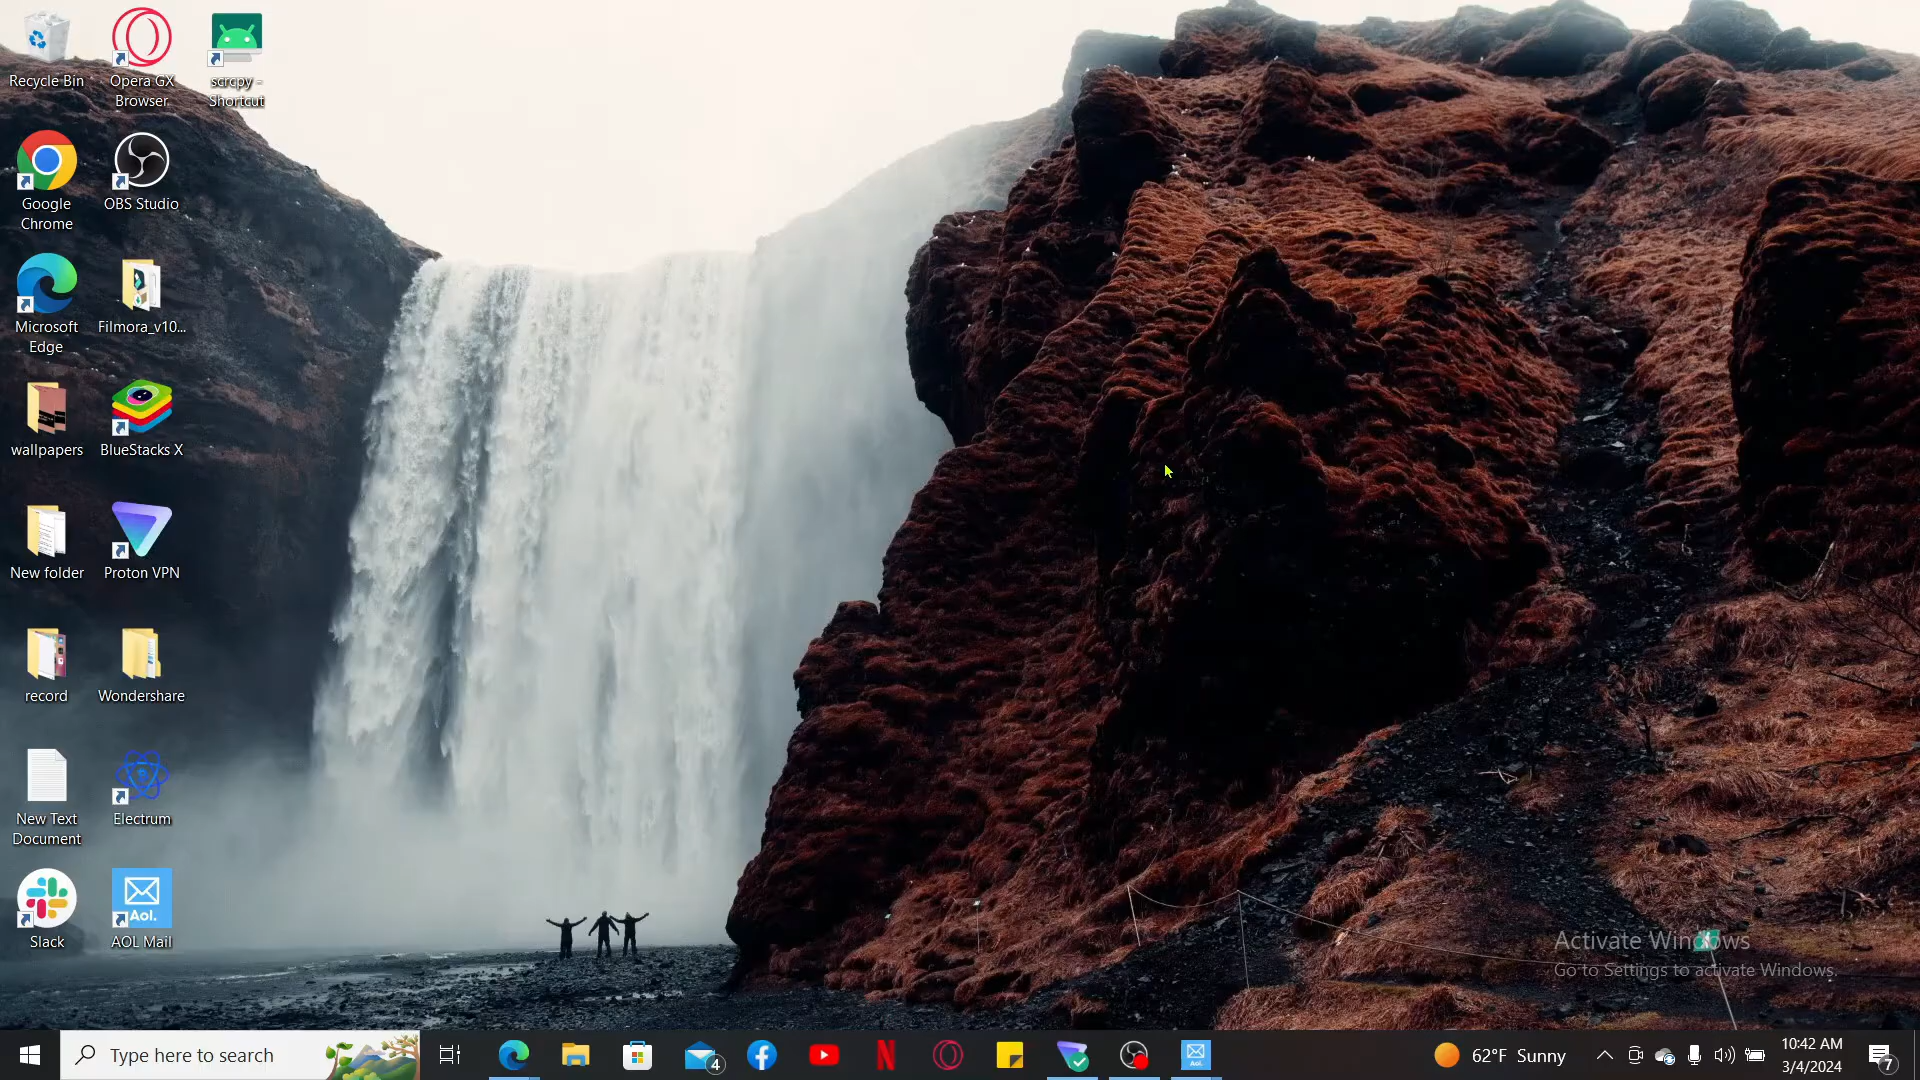 Recycle Bin
Opera GX
Browser
scrcpy -
Shortcut
Google
Chrome
OBS Studio
Microsoft
Edge
Filmora_v10...
wallpapers
BlueStacks X
New folder
Proton VPN
record
Wondershare
New Text
Document
Electrum
Slack
Aol.
AOL Mail
Activate Windows
Go to Settings to activate Windows.
Type here to search
4
Aol.
62°F Sunny
10:42 AM
3/4/2024
7